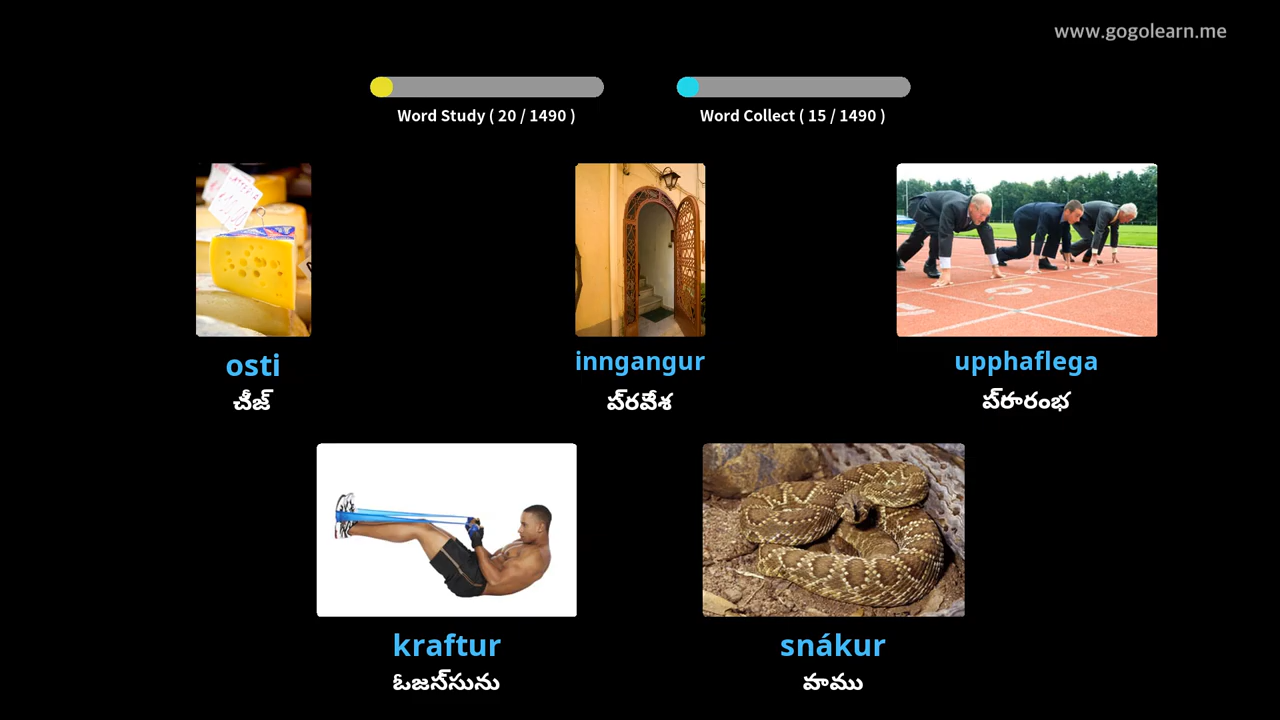 www.gogolearn.me
Word Study ( 20 / 1490 )
Word Collect ( 15 / 1490 )
osti
చీజ్
inngangur
ప్రవేశ
upphaflega
ప్రారంభ
kraftur
ఓజస్సును
snákur
పాము